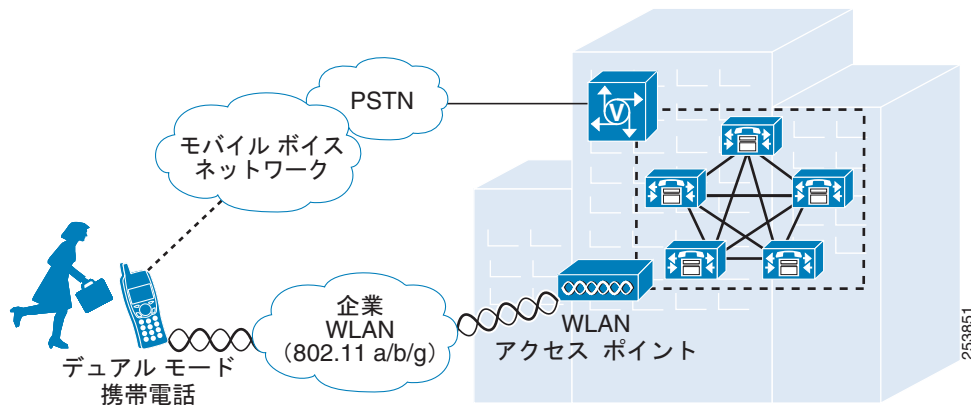 PSTN
V
モバイル ボイス
ネットワーク
企業
WLAN
（802.11 a/b/g）
WLAN
アクセス ポイント
デュアル モード
携帯電話
253851